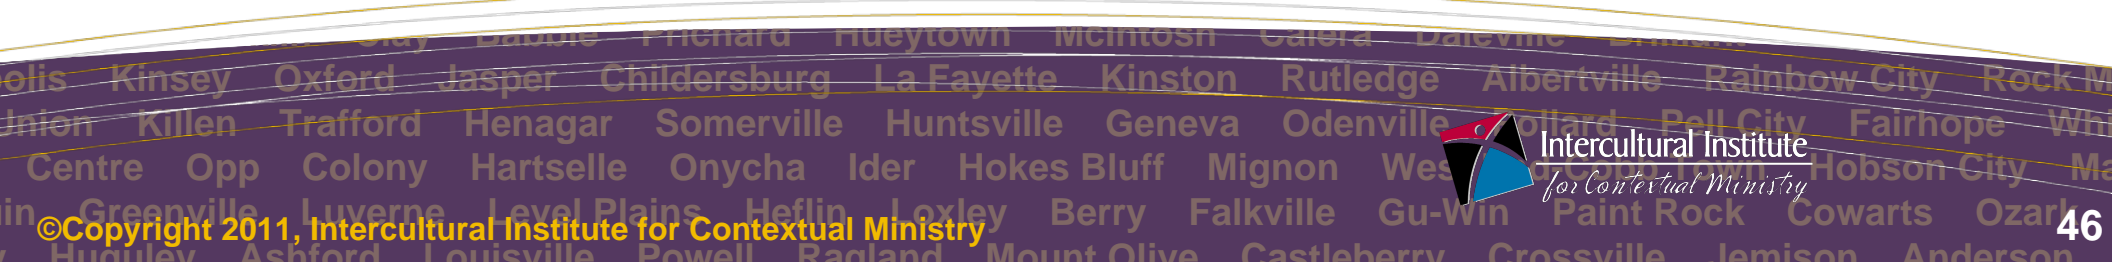 Clay Babbie Prichard Hueytown McIntosh Calera Daleville Brilliant
Kinsey Oxford Jasper Childersburg La Fayette Kinston Rutledge Albertville Rainbow City Rock
Union Killen Trafford Henagar Somerville Huntsville Geneva Odenville Pollard Pell City Fairhope
Centre Opp Colony Hartselle Onycha Ider Hokes Bluff Mignon Hobson City
Greenville Luverne Level Plains Heflin Loxley Berry Falkville Gu-Win Paint Rock Cowarts Ozark
Huguley Ashford Louisville Powell Ragland Mount Olive Castleberry Crossville Jemison Anderson
Intercultural Institute
for Contextual Ministry
©Copyright 2011, Intercultural Institute for Contextual Ministry
46